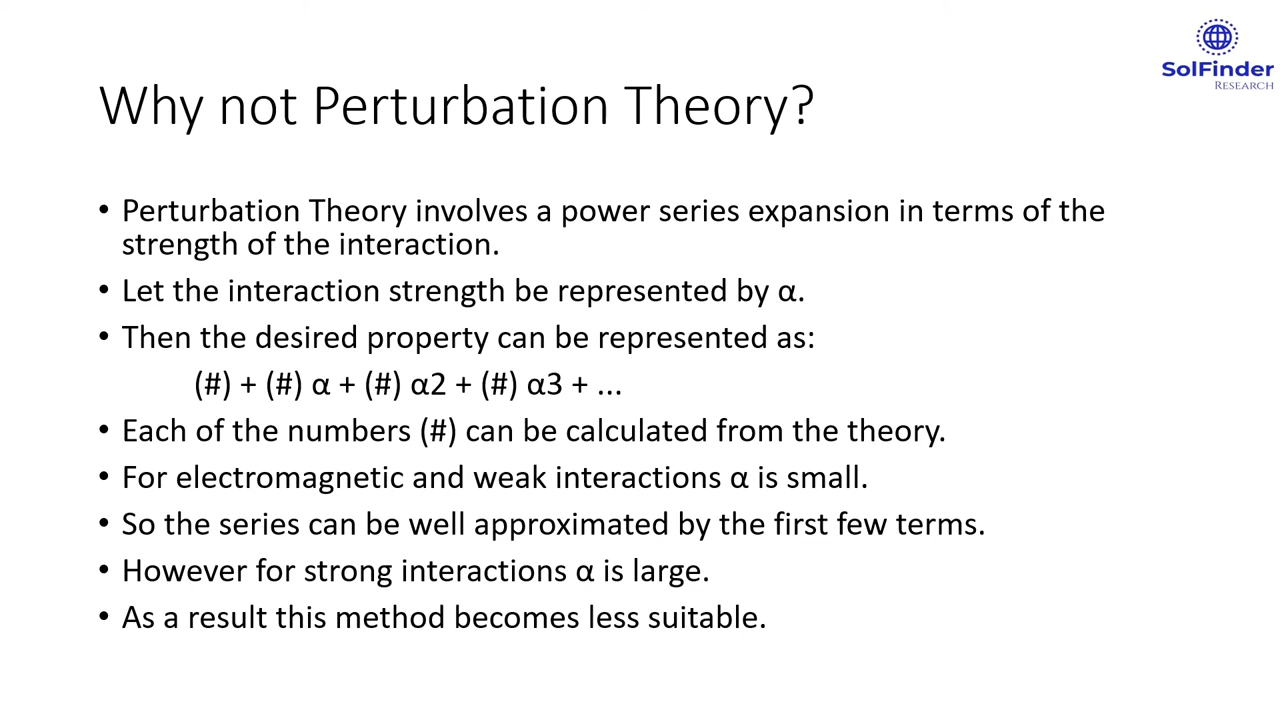 SolFinder
RESEARCH
Why not Perturbation Theory?
• Perturbation Theory involves a power series expansion in terms of the
strength of the interaction.
• Let the interaction strength be represented by α.
• Then the desired property can be represented as:
(#) + (#) α + (#) α2 + (#) α3 + ...
• Each of the numbers (#) can be calculated from the theory.
• For electromagnetic and weak interactions α is small.
• So the series can be well approximated by the first few terms.
• However for strong interactions α is large.
• As a result this method becomes less suitable.